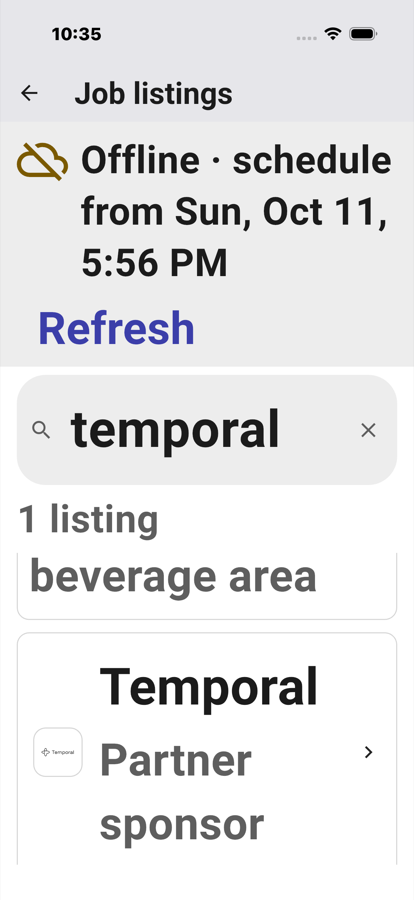 10:35
Job listings
Offline · schedule
from Sun, Oct 11,
5:56 PM
Refresh
temporal
1 listing
beverage area
Temporal
Temporal
Partner
sponsor